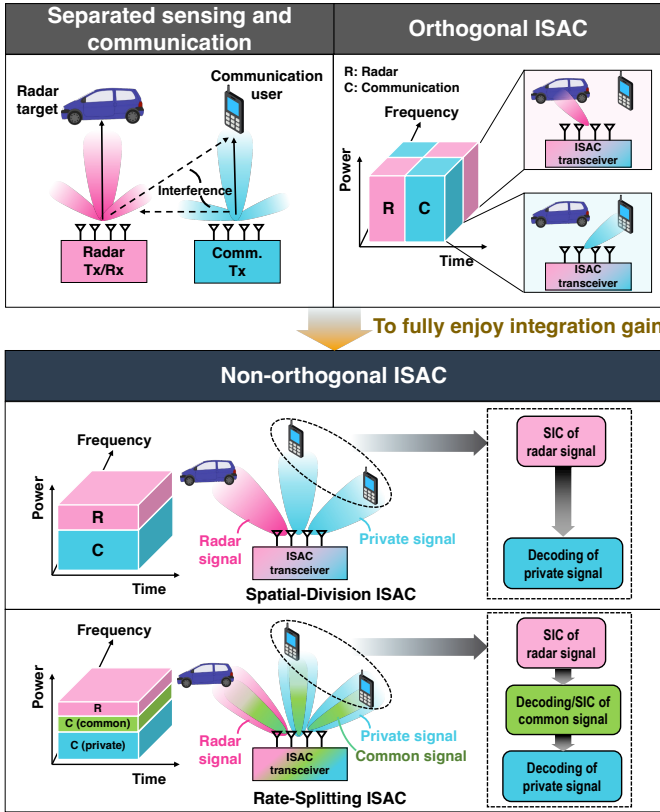 Separated sensing and
communication
Radar
target
Communication
user
Interference
Radar
Tx/Rx
Comm.
Tx
Orthogonal ISAC
R: Radar
C: Communication
Frequency
Power
R
C
Time
ISAC
transceiver
ISAC
transceiver
To fully enjoy integration gain
Non-orthogonal ISAC
Frequency
Power
R
C
Time
Radar
signal
ISAC
transceiver
Private signal
Spatial-Division ISAC
SIC of
radar signal
Decoding of
private signal
Frequency
Power
R
C (common)
C (private)
Time
Radar
signal
ISAC
transceiver
Private signal
Common signal
Rate-Splitting ISAC
SIC of
radar signal
Decoding/SIC of
common signal
Decoding of
private signal